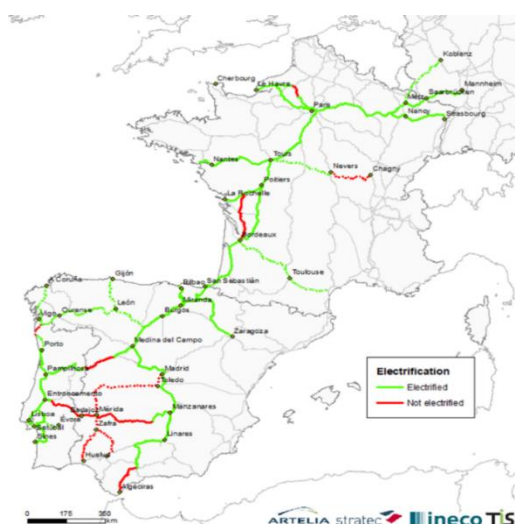 Koblenz
Cherbourg
Le Havre
Mannheim
Metz
Saarbrücken
Paris
Nancy
Strasbourg
Nantes
Tours
Nevers
Chagny
Poitiers
La Rochelle
Bordeaux
Toulouse
A Coruña
Gijón
Bilbao
San Sebastián
Vigo
Ourense
León
Miranda
Burgos
Zaragoza
Porto
Medina del Campo
Electrification
Electrified
Not electrified
Pampilhosa
Madrid
Toledo
Entroncamento
Lisboa
Badajoz
Mérida
Manzanares
Setúbal
Évora
Zafra
Sines
Linares
Huelva
Algeciras
0 175 350
km
ARTELIA stratec ineco TIS